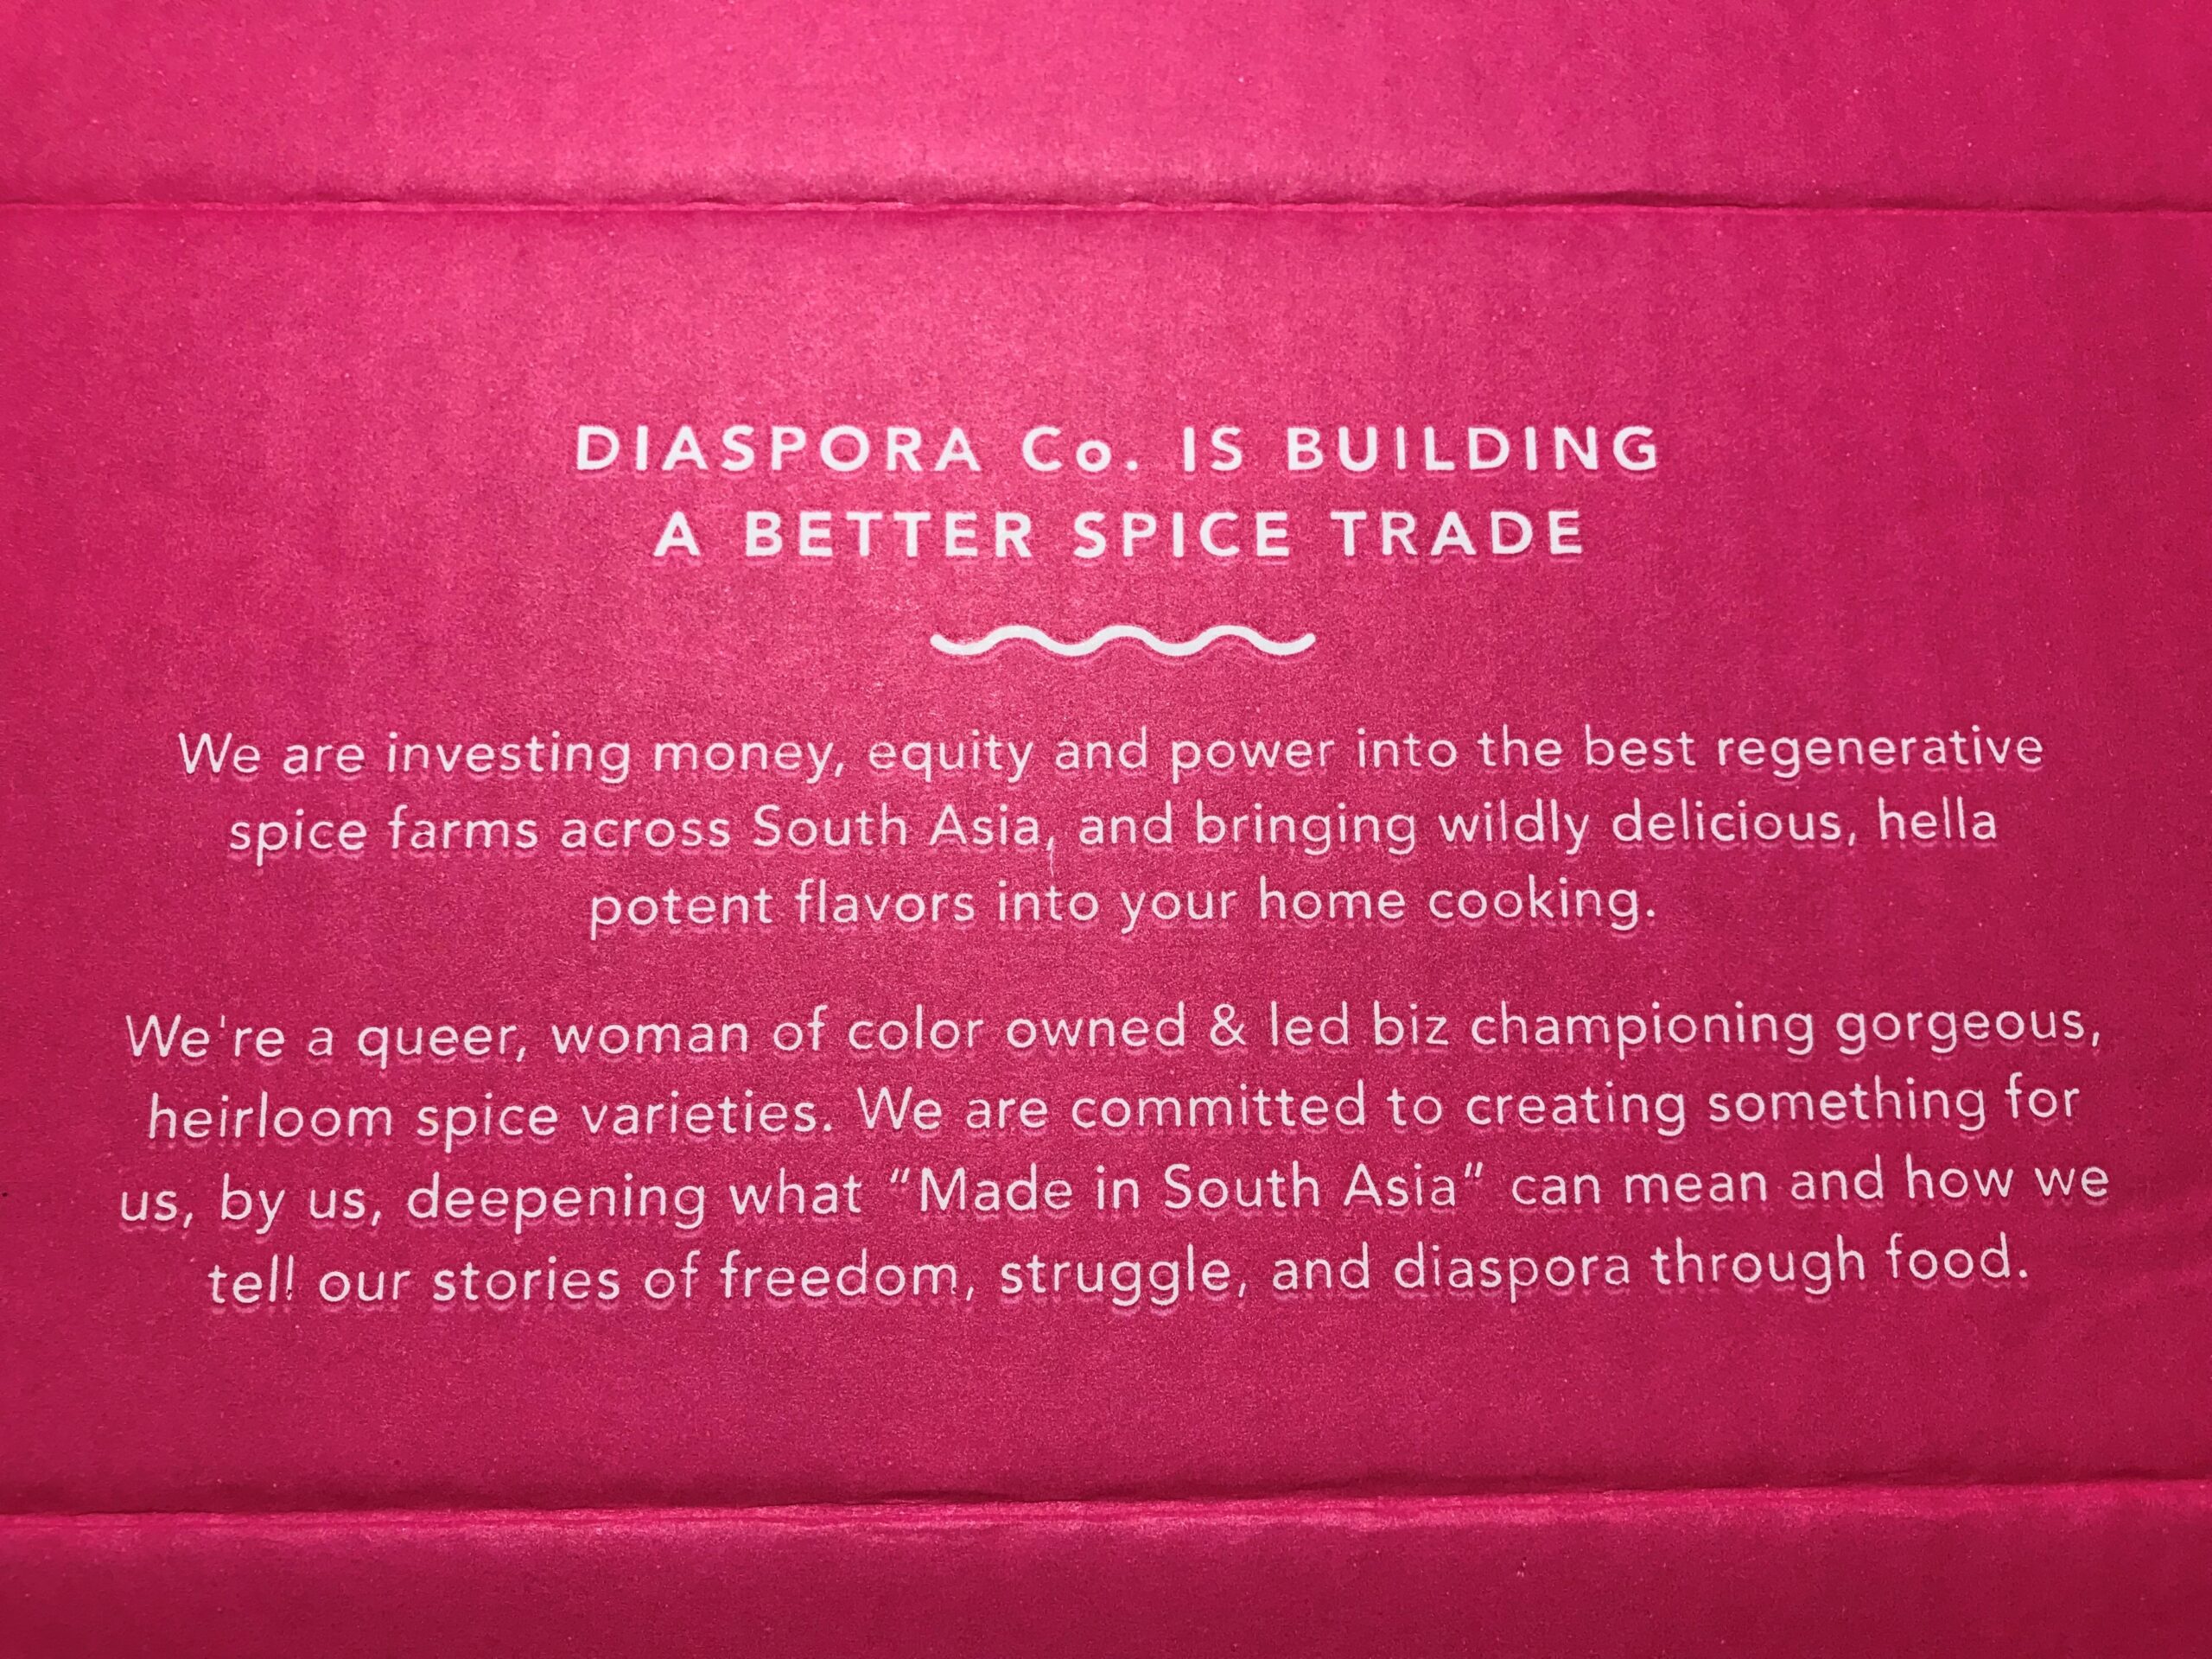 DIASPORA Co. IS BUILDING
A BETTER SPICE TRADE
We are investing money, equity and power into the best regenerative
spice farms across South Asia, and bringing wildly delicious, hella
potent flavors into your home cooking.
We're a queer, woman of color owned & led biz championing gorgeous,
heirloom spice varieties. We are committed to creating something for
us, by us, deepening what "Made in South Asia" can mean and how we
tell our stories of freedom, struggle, and diaspora through food.